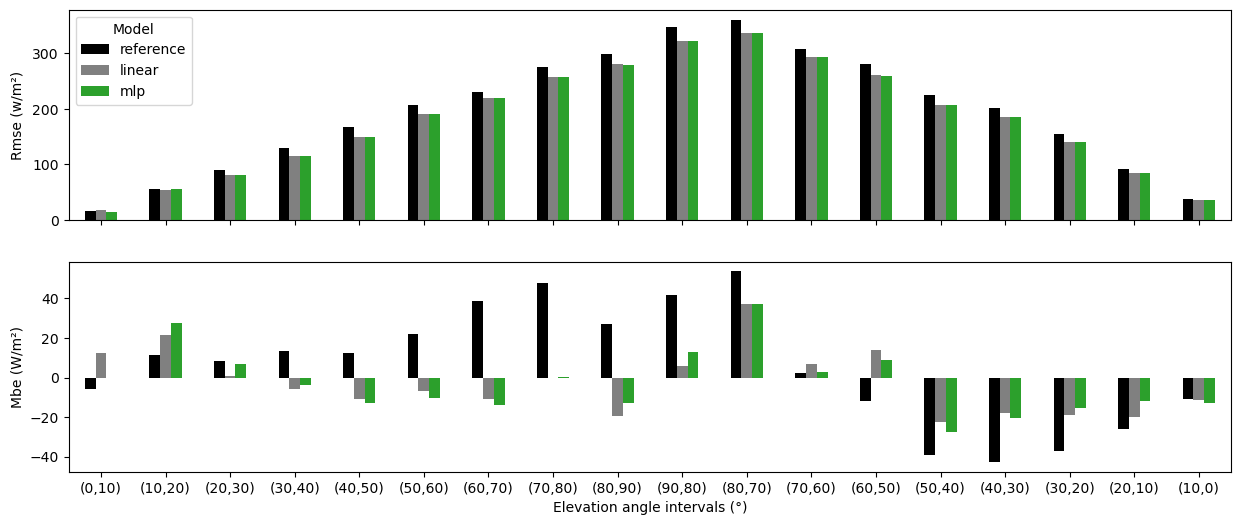 Model
reference
linear
mlp
Rmse (w/m²)
300
200
100
0
Mbe (W/m²)
40
20
0
−20
−40
(0,10) (10,20) (20,30) (30,40) (40,50) (50,60) (60,70) (70,80) (80,90) (90,80) (80,70) (70,60) (60,50) (50,40) (40,30) (30,20) (20,10) (10,0)
Elevation angle intervals (°)